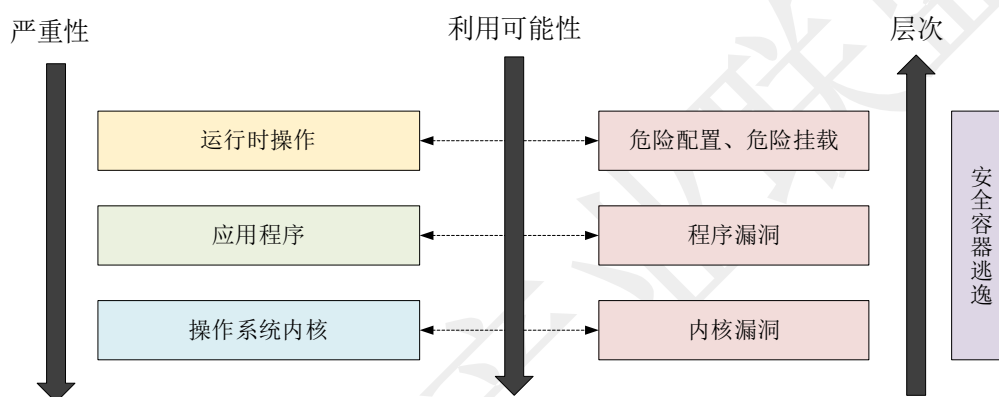 严重性
利用可能性
层次
运行时操作
危险配置、危险挂载
应用程序
程序漏洞
操作系统内核
内核漏洞
安全容器逃逸
业联